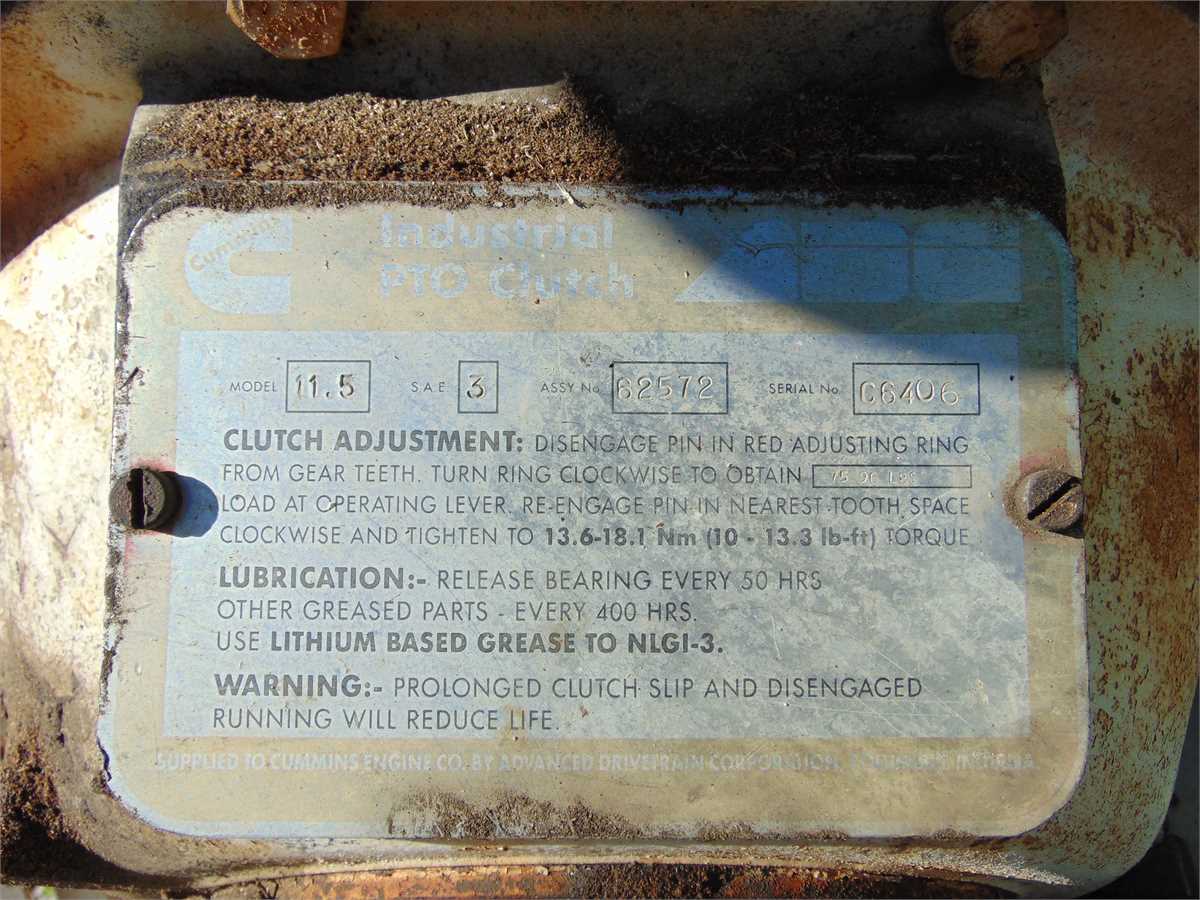 Cummins
Industrial
PTO Clutch
MODEL 11.5 S.A.E 3 ASSY No. 62572 SERIAL No. C6406
CLUTCH ADJUSTMENT: DISENGAGE PIN IN RED ADJUSTING RING
FROM GEAR TEETH. TURN RING CLOCKWISE TO OBTAIN
LOAD AT OPERATING LEVER. RE-ENGAGE PIN IN NEAREST TOOTH SPACE
CLOCKWISE AND TIGHTEN TO 13.6-18.1 Nm (10 - 13.3 lb-ft) TORQUE.
LUBRICATION:- RELEASE BEARING EVERY 50 HRS
OTHER GREASED PARTS - EVERY 400 HRS.
USE LITHIUM BASED GREASE TO NLGI-3.
WARNING:- PROLONGED CLUTCH SLIP AND DISENGAGED
RUNNING WILL REDUCE LIFE.
SUPPLIED TO CUMMINS ENGINE CO. BY ADVANCED DRIVETRAIN CORPORATION,